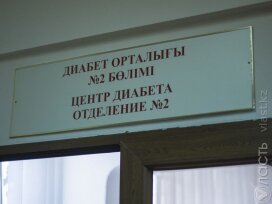 ДИАБЕТ ОРТАЛЫҒЫ
№2 БӨЛІМІ
ЦЕНТР ДИАБЕТА
ОТДЕЛЕНИЕ №2
vlast.kz
ВЛАСТЬ